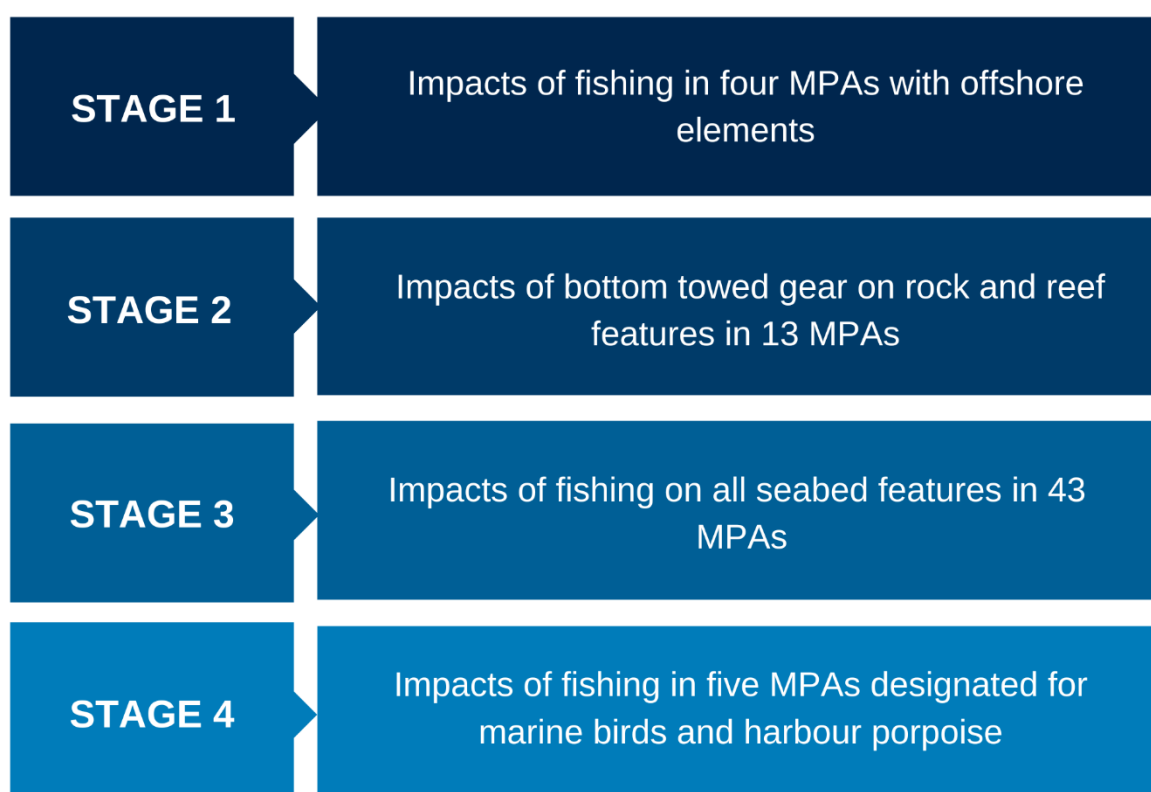 STAGE 1
Impacts of fishing in four MPAs with offshore
elements
STAGE 2
Impacts of bottom towed gear on rock and reef
features in 13 MPAs
STAGE 3
Impacts of fishing on all seabed features in 43
MPAs
STAGE 4
Impacts of fishing in five MPAs designated for
marine birds and harbour porpoise